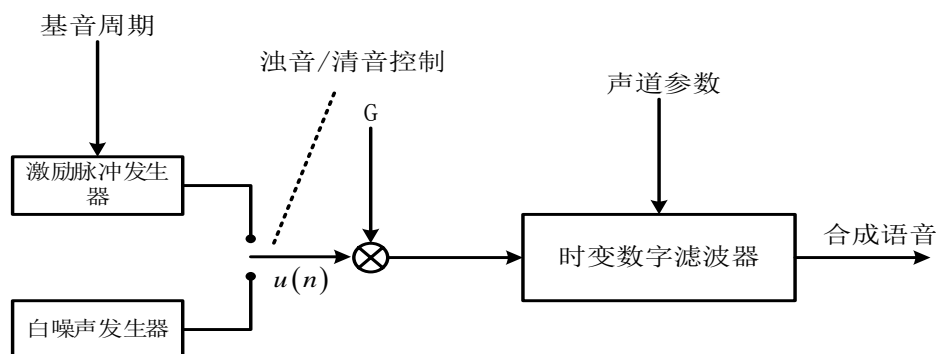 基音周期
浊音/清音控制
G
声道参数
激励脉冲发生
器
u(n)
时变数字滤波器
合成语音
白噪声发生器